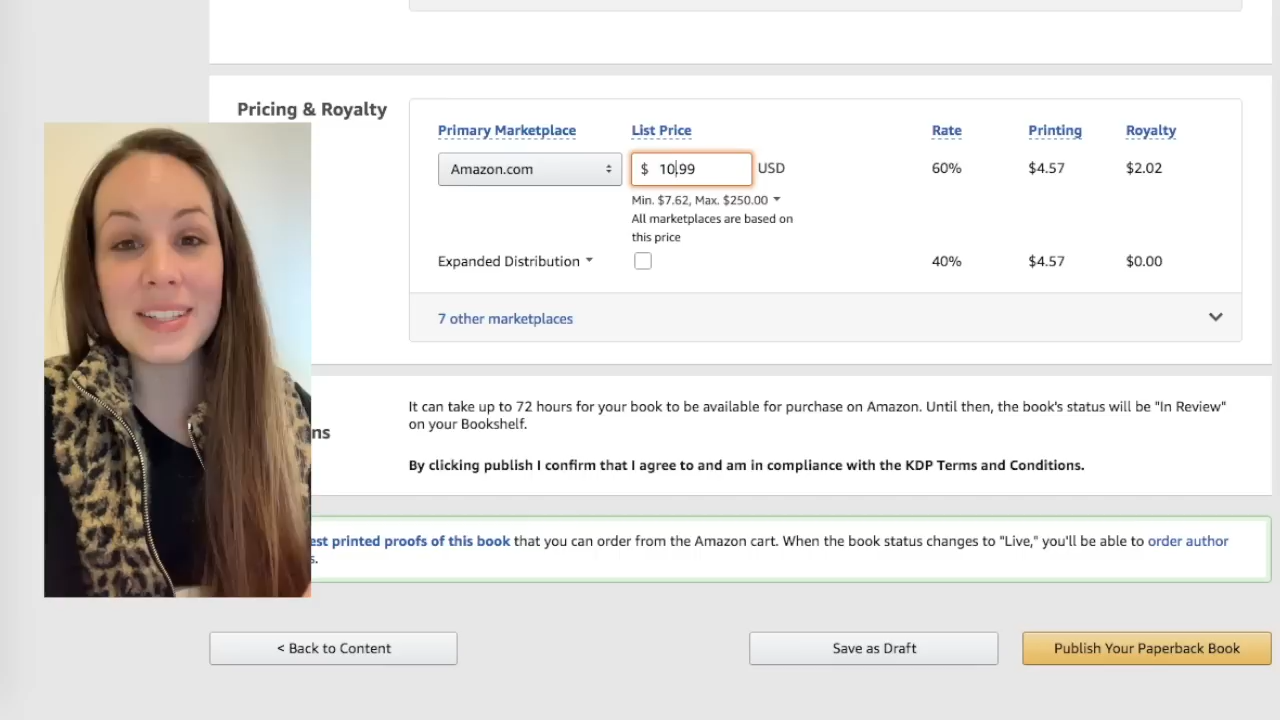 Pricing & Royalty
Primary Marketplace List Price Rate Printing Royalty
Amazon.com $ 10.99 USD 60% $4.57 $2.02
Min. $7.62, Max. $250.00
All marketplaces are based on
this price
Expanded Distribution 40% $4.57 $0.00
7 other marketplaces
It can take up to 72 hours for your book to be available for purchase on Amazon. Until then, the book's status will be "In Review"
on your Bookshelf.
ns
By clicking publish I confirm that I agree to and am in compliance with the KDP Terms and Conditions.
est printed proofs of this book that you can order from the Amazon cart. When the book status changes to "Live," you'll be able to order author
s.
< Back to Content Save as Draft Publish Your Paperback Book